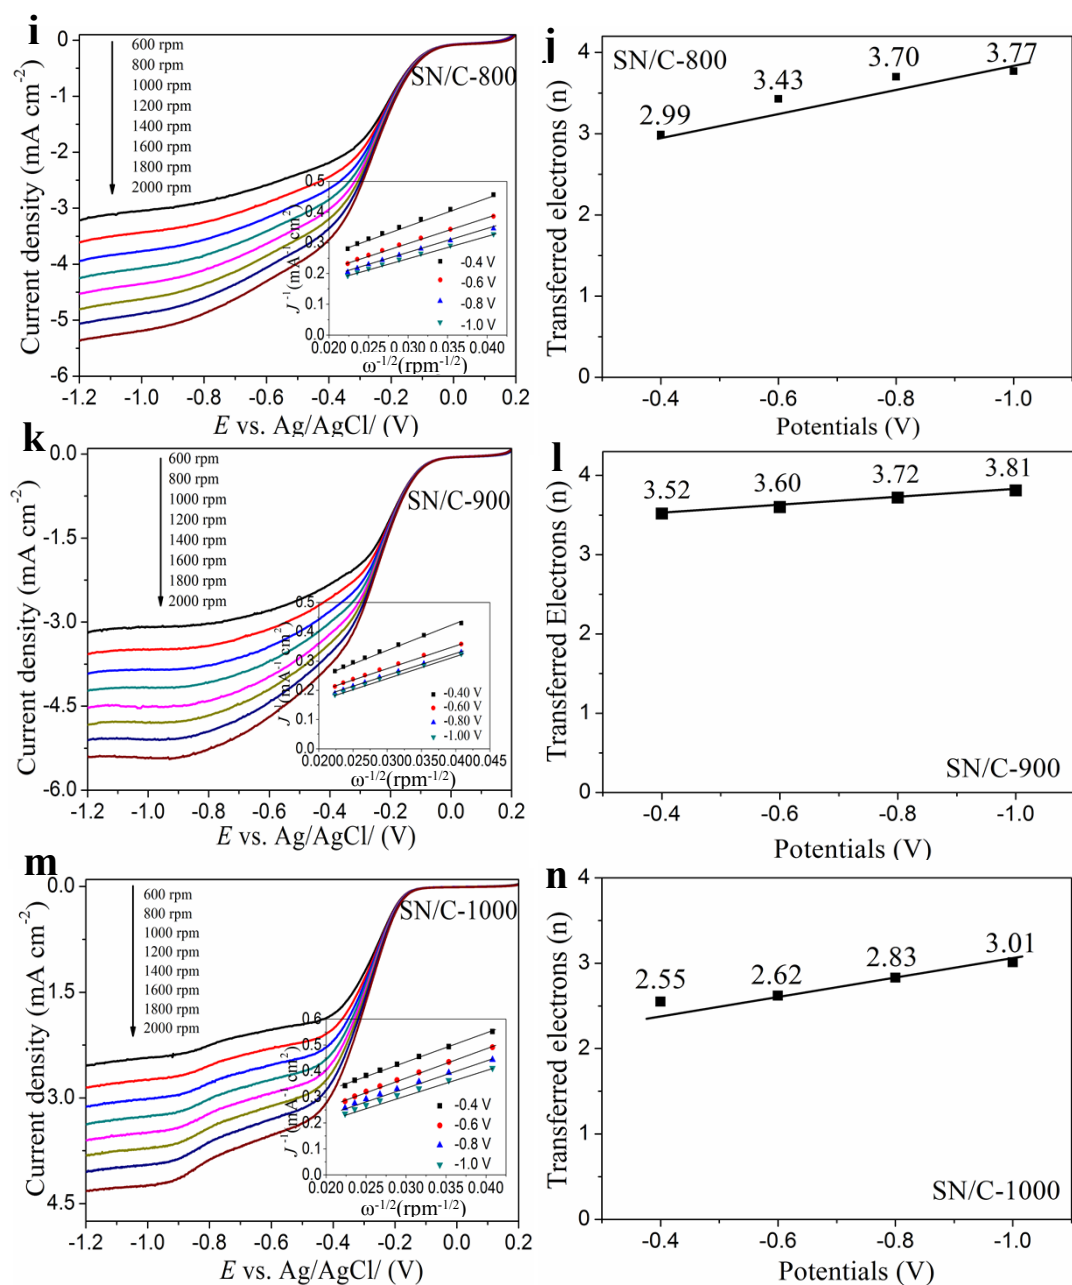 i
SN/C-800
600 rpm
800 rpm
1000 rpm
1200 rpm
1400 rpm
1600 rpm
1800 rpm
2000 rpm
0
-1
-2
-3
-4
-5
-6
Current density (mA cm⁻²)
-1.2 -1.0 -0.8 -0.6 -0.4 -0.2 0.0 0.2
E vs. Ag/AgCl/ (V)
0.5
0.4
0.3
0.2
0.1
0.0
J⁻¹(mA⁻¹ cm²)
-0.4 V
-0.6 V
-0.8 V
-1.0 V
0.020 0.025 0.030 0.035 0.040
ω⁻¹/²(rpm⁻¹/²)
j
SN/C-800
2.99
3.43
3.70
3.77
4
3
2
1
0
Transferred electrons (n)
-0.4 -0.6 -0.8 -1.0
Potentials (V)
k
SN/C-900
600 rpm
800 rpm
1000 rpm
1200 rpm
1400 rpm
1600 rpm
1800 rpm
2000 rpm
0.0
-1.5
-3.0
-4.5
-6.0
Current density (mA cm⁻²)
-1.2 -1.0 -0.8 -0.6 -0.4 -0.2 0.0 0.2
E vs. Ag/AgCl/ (V)
0.5
0.4
0.3
0.2
0.1
0.0
J⁻¹(mA⁻¹ cm²)
-0.40 V
-0.60 V
-0.80 V
-1.00 V
0.020 0.025 0.030 0.035 0.040 0.045
ω⁻¹/²(rpm⁻¹/²)
l
3.52
3.60
3.72
3.81
4
3
2
1
0
Transferred Electrons (n)
SN/C-900
-0.4 -0.6 -0.8 -1.0
Potentials (V)
m
SN/C-1000
600 rpm
800 rpm
1000 rpm
1200 rpm
1400 rpm
1600 rpm
1800 rpm
2000 rpm
0.0
1.5
3.0
4.5
Current density (mA cm⁻²)
-1.2 -1.0 -0.8 -0.6 -0.4 -0.2 0.0 0.2
E vs. Ag/AgCl/ (V)
0.6
0.5
0.4
0.3
0.2
0.1
0.0
J⁻¹(mA⁻¹ cm²)
-0.4 V
-0.6 V
-0.8 V
-1.0 V
0.020 0.025 0.030 0.035 0.040
ω⁻¹/²(rpm⁻¹/²)
n
2.55
2.62
2.83
3.01
4
3
2
1
0
Transferred electrons (n)
SN/C-1000
-0.4 -0.6 -0.8 -1.0
Potentials (V)